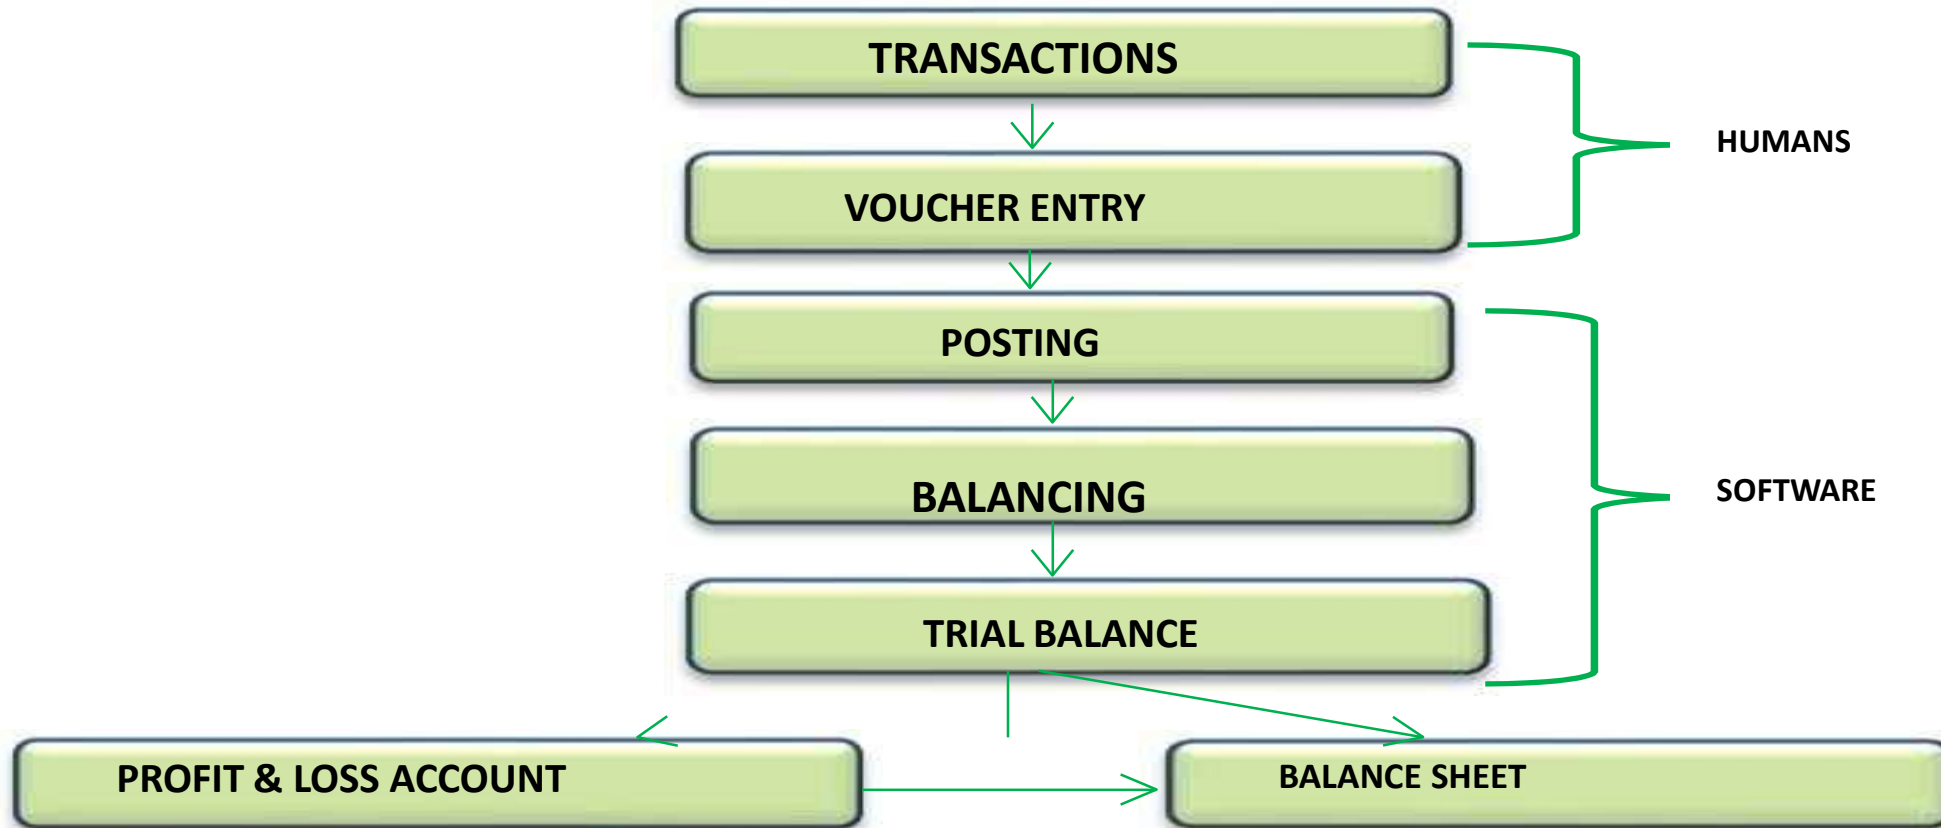 TRANSACTIONS
HUMANS
VOUCHER ENTRY
POSTING
BALANCING
SOFTWARE
TRIAL BALANCE
PROFIT & LOSS ACCOUNT
BALANCE SHEET